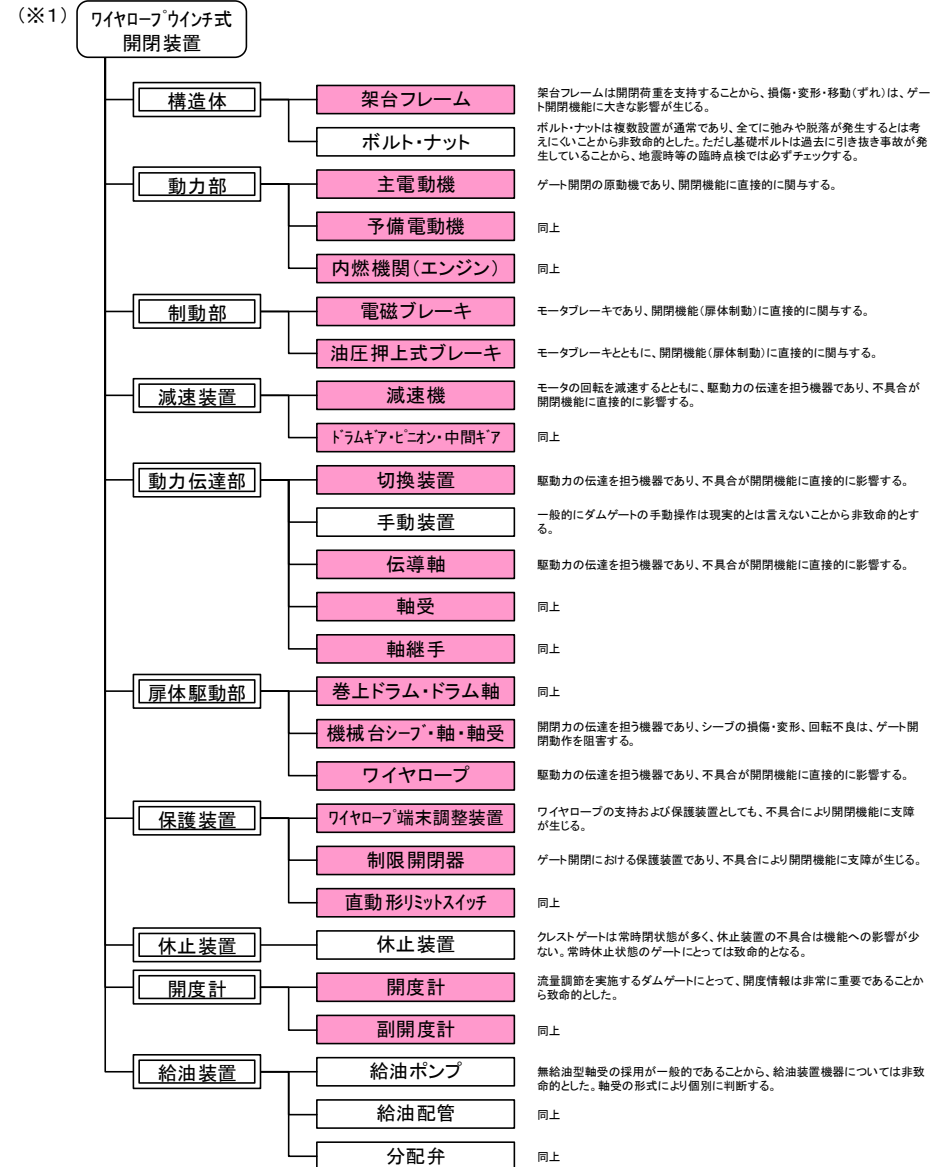 (※1)
ワイヤロープウインチ式
開閉装置
構造体
架台フレーム
架台フレームは開閉荷重を支持することから、損傷・変形・移動(ずれ)は、ゲー
ト開閉機能に大きな影響が生じる。
ボルト・ナット
ボルト・ナットは複数設置が通常であり、全てに弛みや脱落が発生するとは考
えにくいことから非致命的とした。ただし基礎ボルトは過去に引き抜き事故が発
生していることから、地震時等の臨時点検では必ずチェックする。
動力部
主電動機
ゲート開閉の原動機であり、開閉機能に直接的に関与する。
予備電動機
同上
内燃機関(エンジン)
同上
制動部
電磁ブレーキ
モータブレーキであり、開閉機能(扉体制動)に直接的に関与する。
油圧押上式ブレーキ
モータブレーキとともに、開閉機能(扉体制動)に直接的に関与する。
減速装置
減速機
モータの回転を減速するとともに、駆動力の伝達を担う機器であり、不具合が
開閉機能に直接的に影響する。
ドラムギア・ピニオン・中間ギア
同上
動力伝達部
切換装置
駆動力の伝達を担う機器であり、不具合が開閉機能に直接的に影響する。
手動装置
一般的にダムゲートの手動操作は現実的とは言えないことから非致命的とす
る。
伝導軸
駆動力の伝達を担う機器であり、不具合が開閉機能に直接的に影響する。
軸受
同上
軸継手
同上
扉体駆動部
巻上ドラム・ドラム軸
同上
機械台シーブ・軸・軸受
開閉力の伝達を担う機器であり、シーブの損傷・変形、回転不良は、ゲート開
閉動作を阻害する。
ワイヤロープ
駆動力の伝達を担う機器であり、不具合が開閉機能に直接的に影響する。
保護装置
ワイヤロープ端末調整装置
ワイヤロープの支持および保護装置としても、不具合により開閉機能に支障
が生じる。
制限開閉器
ゲート開閉における保護装置であり、不具合により開閉機能に支障が生じる。
直動形リミットスイッチ
同上
休止装置
休止装置
クレストゲートは常時閉状態が多く、休止装置の不具合は機能への影響が少
ない。常時休止状態のゲートにとっては致命的となる。
開度計
開度計
流量調節を実施するダムゲートにとって、開度情報は非常に重要であることか
ら致命的とした。
副開度計
同上
給油装置
給油ポンプ
無給油型軸受の採用が一般的であることから、給油装置機器については非致
命的とした。軸受の形式により個別に判断する。
給油配管
同上
分配弁
同上